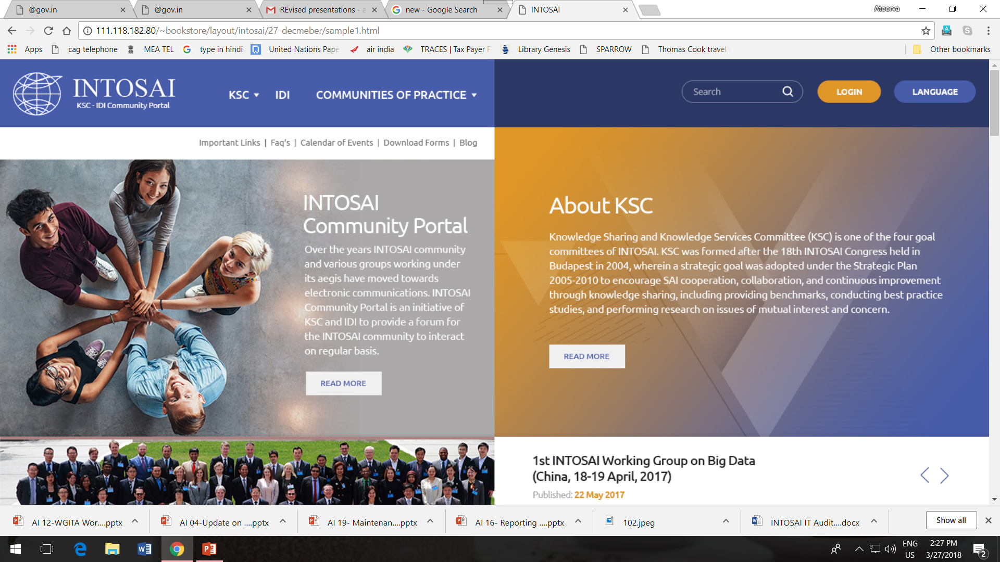 @gov.in
@gov.in
REvised presentations - a
new - Google Search
INTOSAI
Atoorva
111.118.182.80/~bookstore/layout/intosai/27-decmeber/sample1.html
Apps
cag telephone
MEA TEL
type in hindi
United Nations Pape
air india
TRACES | Tax Payer F
Library Genesis
SPARROW
Thomas Cook travel
Other bookmarks
INTOSAI
KSC - IDI Community Portal
KSC
IDI
COMMUNITIES OF PRACTICE
Search
LOGIN
LANGUAGE
Important Links | Faq's | Calendar of Events | Download Forms | Blog
INTOSAI
Community Portal
Over the years INTOSAI community
and various groups working under
its aegis have moved towards
electronic communications. INTOSAI
Community Portal is an initiative of
KSC and IDI to provide a forum for
the INTOSAI community to interact
on regular basis.
READ MORE
About KSC
Knowledge Sharing and Knowledge Services Committee (KSC) is one of the four goal
committees of INTOSAI. KSC was formed after the 18th INTOSAI Congress held in
Budapest in 2004, wherein a strategic goal was adopted under the Strategic Plan
2005-2010 to encourage SAI cooperation, collaboration, and continuous improvement
through knowledge sharing, including providing benchmarks, conducting best practice
studies, and performing research on issues of mutual interest and concern.
READ MORE
1st INTOSAI Working Group on Big Data
(China, 18-19 April, 2017)
Published: 22 May 2017
AI 12-WGITA Wor....pptx
AI 04-Update on ....pptx
AI 19- Maintenan....pptx
AI 16- Reporting ....pptx
102.jpeg
INTOSAI IT Audit....docx
Show all
ENG
US
2:27 PM
3/27/2018
2